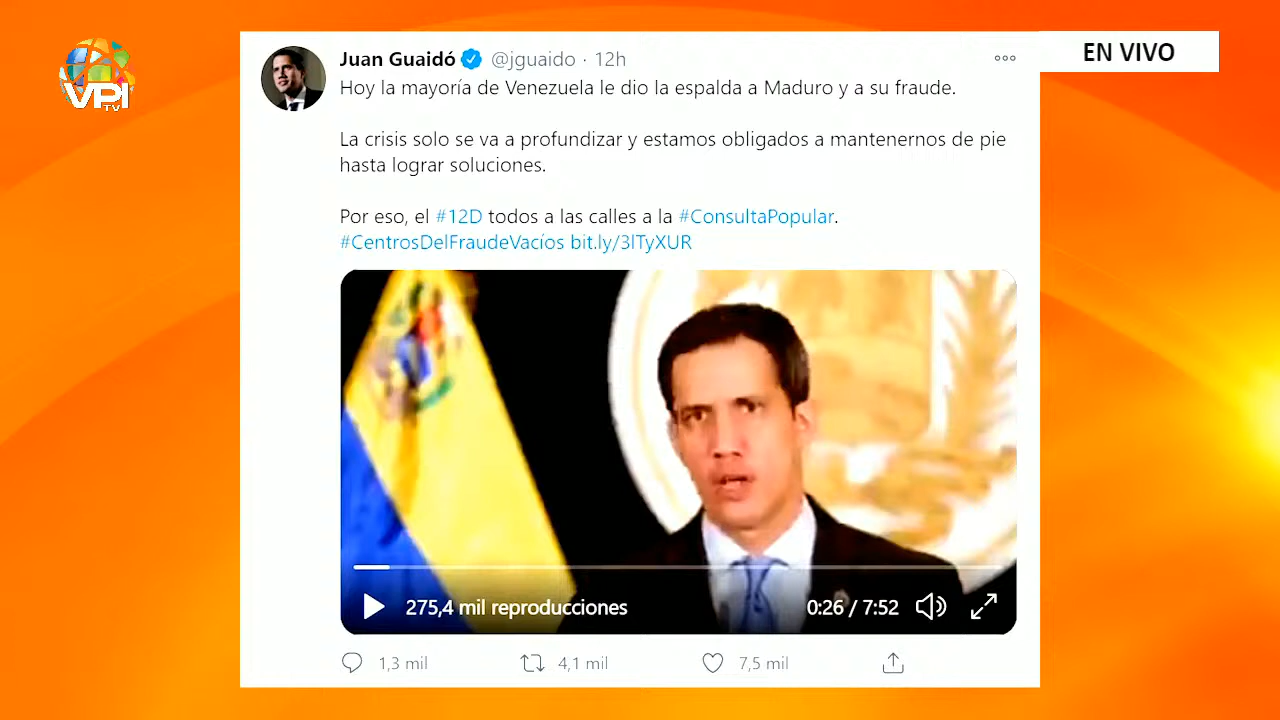 VPI
TV
EN VIVO
Juan Guaidó @jguaido · 12h
Hoy la mayoría de Venezuela le dio la espalda a Maduro y a su fraude.
La crisis solo se va a profundizar y estamos obligados a mantenernos de pie
hasta lograr soluciones.
Por eso, el #12D todos a las calles a la #ConsultaPopular.
#CentrosDelFraudeVacíos bit.ly/3lTyXUR
275,4 mil reproducciones
0:26 / 7:52
1,3 mil
4,1 mil
7,5 mil